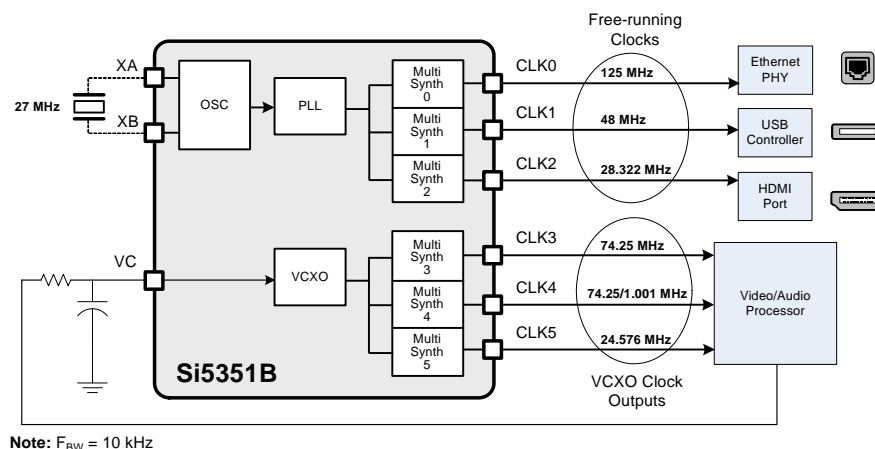 Free-running
Clocks
XA
XB
27 MHz
OSC
PLL
Multi
Synth
0
Multi
Synth
1
Multi
Synth
2
CLK0
125 MHz
CLK1
48 MHz
CLK2
28.322 MHz
Ethernet
PHY
USB
Controller
HDMI
Port
VC
VCXO
Multi
Synth
3
Multi
Synth
4
Multi
Synth
5
CLK3
74.25 MHz
CLK4
74.25/1.001 MHz
CLK5
24.576 MHz
Video/Audio
Processor
Si5351B
VCXO Clock
Outputs
Note: FBW = 10 kHz